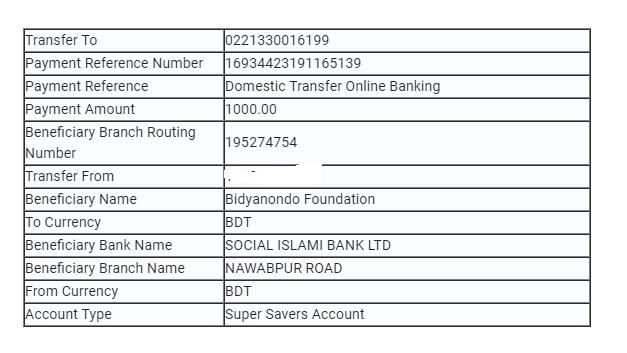 Transfer To 0221330016199
Payment Reference Number 16934423191165139
Payment Reference Domestic Transfer Online Banking
Payment Amount 1000.00
Beneficiary Branch Routing
Number 195274754
Transfer From
Beneficiary Name Bidyanondo Foundation
To Currency BDT
Beneficiary Bank Name SOCIAL ISLAMI BANK LTD
Beneficiary Branch Name NAWABPUR ROAD
From Currency BDT
Account Type Super Savers Account